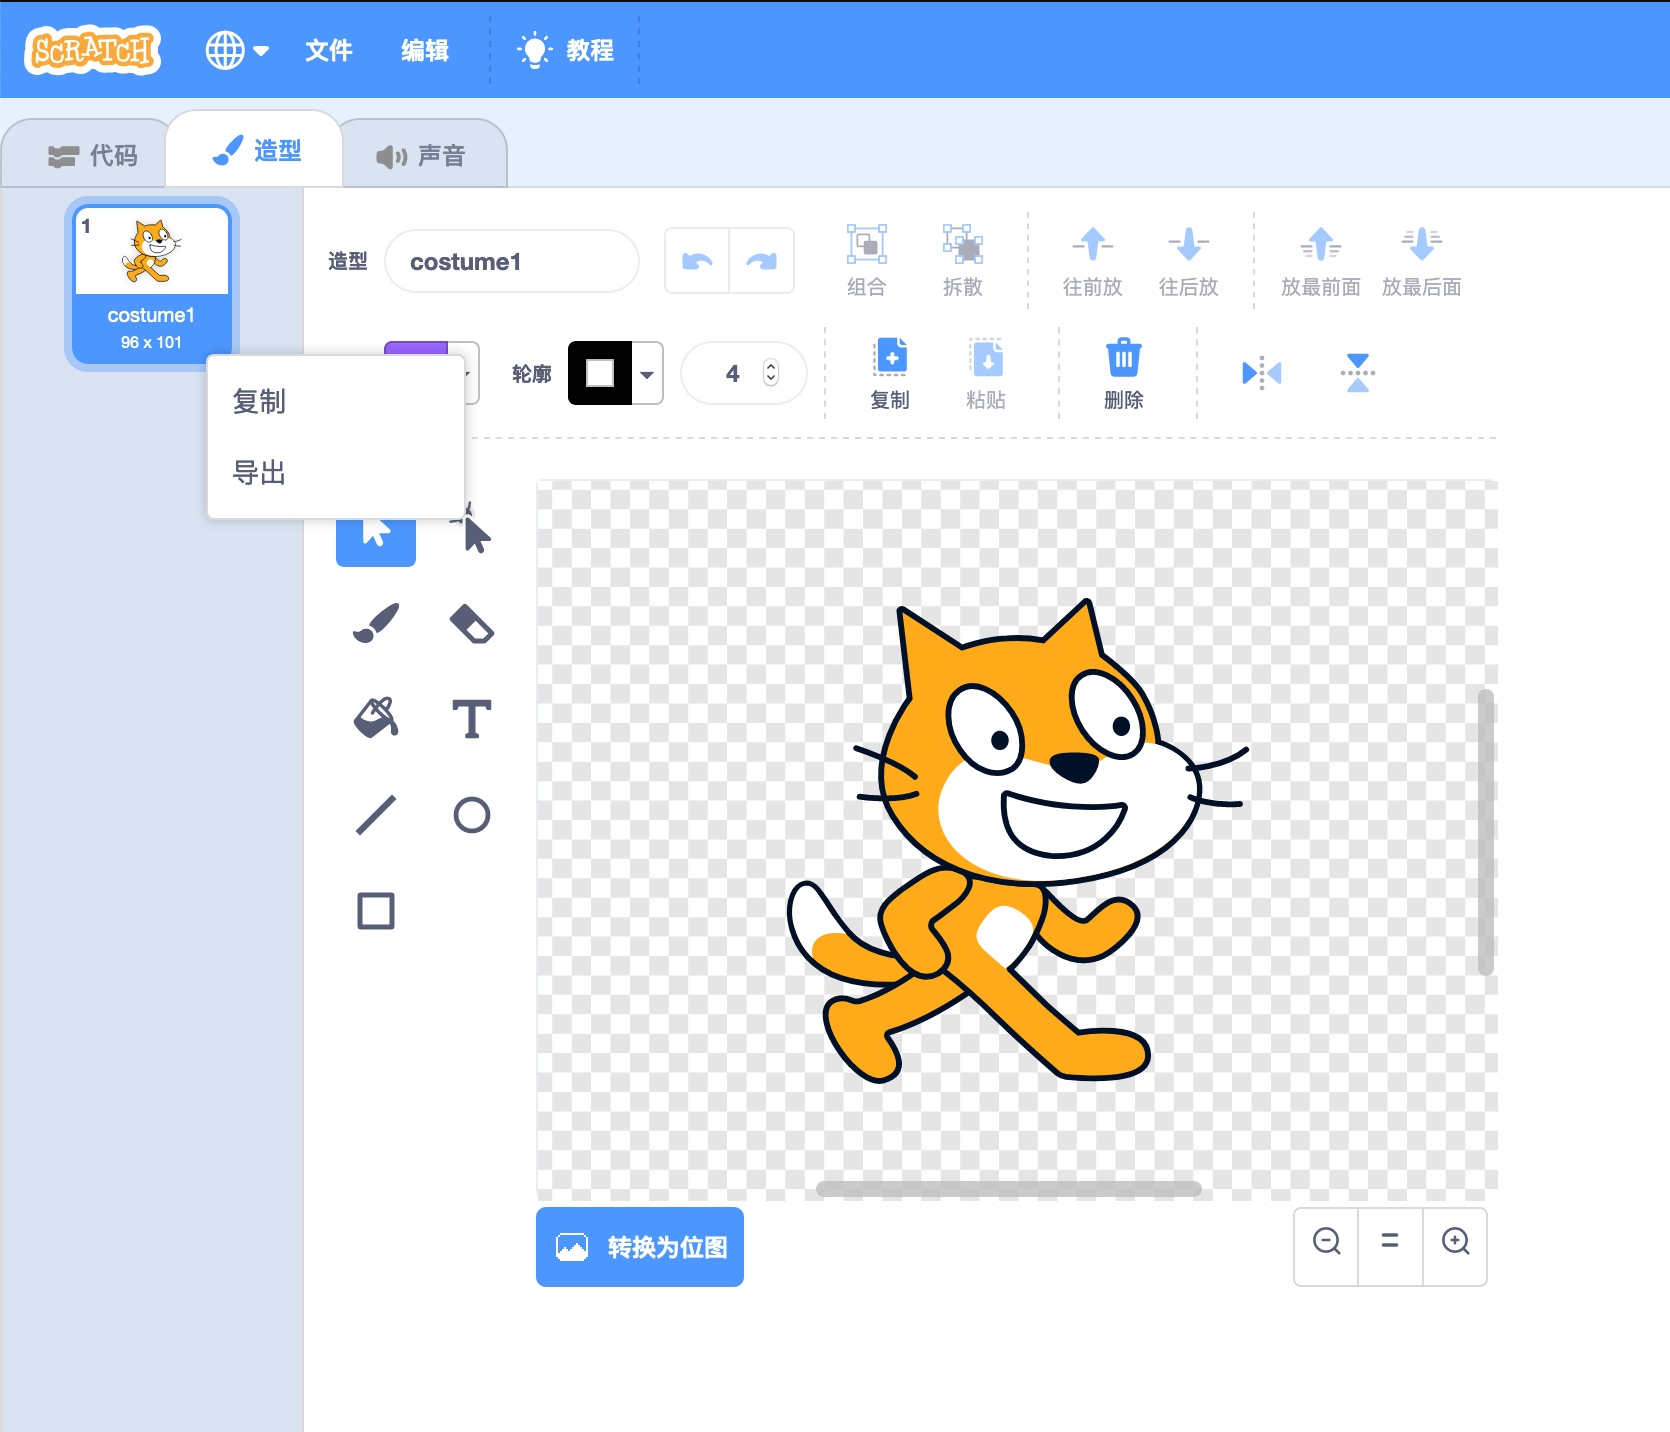 SCRATCH 文件 编辑 教程
代码 造型 声音
1
costume1
96 x 101
复制
导出
造型 costume1 组合 拆散 往前放 往后放 放最前面 放最后面
轮廓 4 复制 粘贴 删除
转换为位图